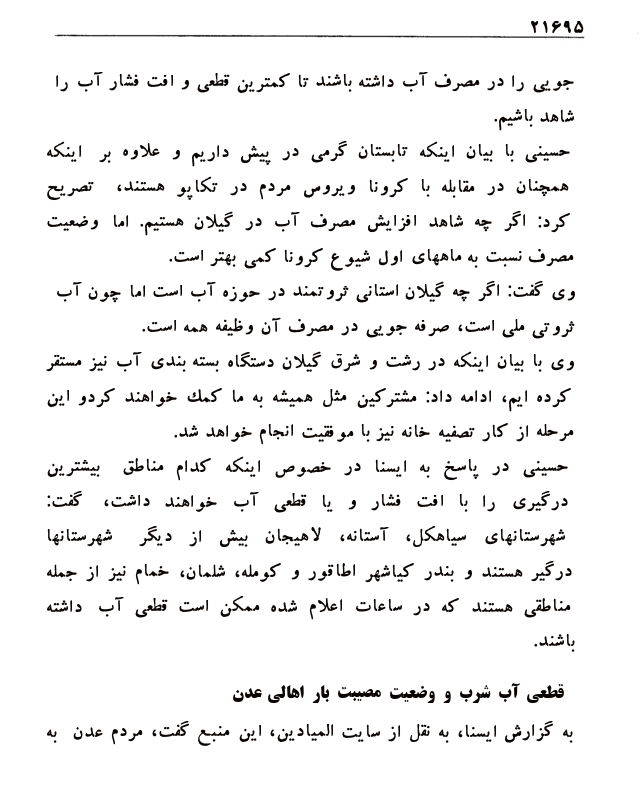 ۲۱۶۹۵
جویی را در مصرف آب داشته باشند تا کمترین قطعی و افت فشار آب را
شاهد باشیم.
حسینی با بیان اینکه تابستان گرمی در پیش داریم و علاوه بر اینکه
همچنان در مقابله با کرونا ویروس مردم در تکاپو هستند، تصریح
کرد: اگر چه شاهد افزایش مصرف آب در گیلان هستیم. اما وضعیت
مصرف نسبت به ماههای اول شیوع کرونا کمی بهتر است.
وی گفت: اگر چه گیلان استانی ثروتمند در حوزه آب است اما چون آب
ثروتی ملی است، صرفه جویی در مصرف آن وظیفه همه است.
وی با بیان اینکه در رشت و شرق گیلان دستگاه بسته بندی آب نیز مستقر
کرده ایم، ادامه داد: مشترکین مثل همیشه به ما کمك خواهند کردو این
مرحله از کار تصفیه خانه نیز با موفقیت انجام خواهد شد.
حسینی در پاسخ به ایسنا در خصوص اینکه کدام مناطق بیشترین
درگیری را با افت فشار و یا قطعی آب خواهند داشت، گفت:
شهرستانهای سیاهکل، آستانه، لاهیجان بیش از دیگر شهرستانها
درگیر هستند و بندر کیاشهر اطاقور و کومله، شلمان، خمام نیز از جمله
مناطقی هستند که در ساعات اعلام شده ممکن است قطعی آب داشته
باشند.
قطعی آب شرب و وضعیت مصیبت بار اهالی عدن
به گزارش ایسنا، به نقل از سایت المیادین، این منبع گفت، مردم عدن به